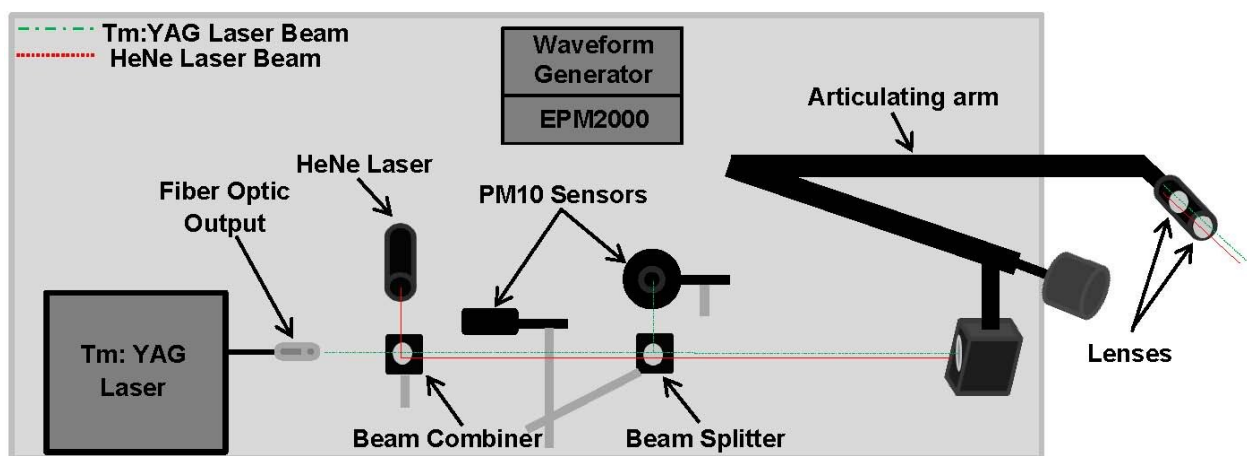 Tm:YAG Laser Beam
HeNe Laser Beam
Waveform
Generator
EPM2000
Articulating arm
HeNe Laser
Fiber Optic
Output
PM10 Sensors
Tm: YAG
Laser
Lenses
Beam Combiner
Beam Splitter